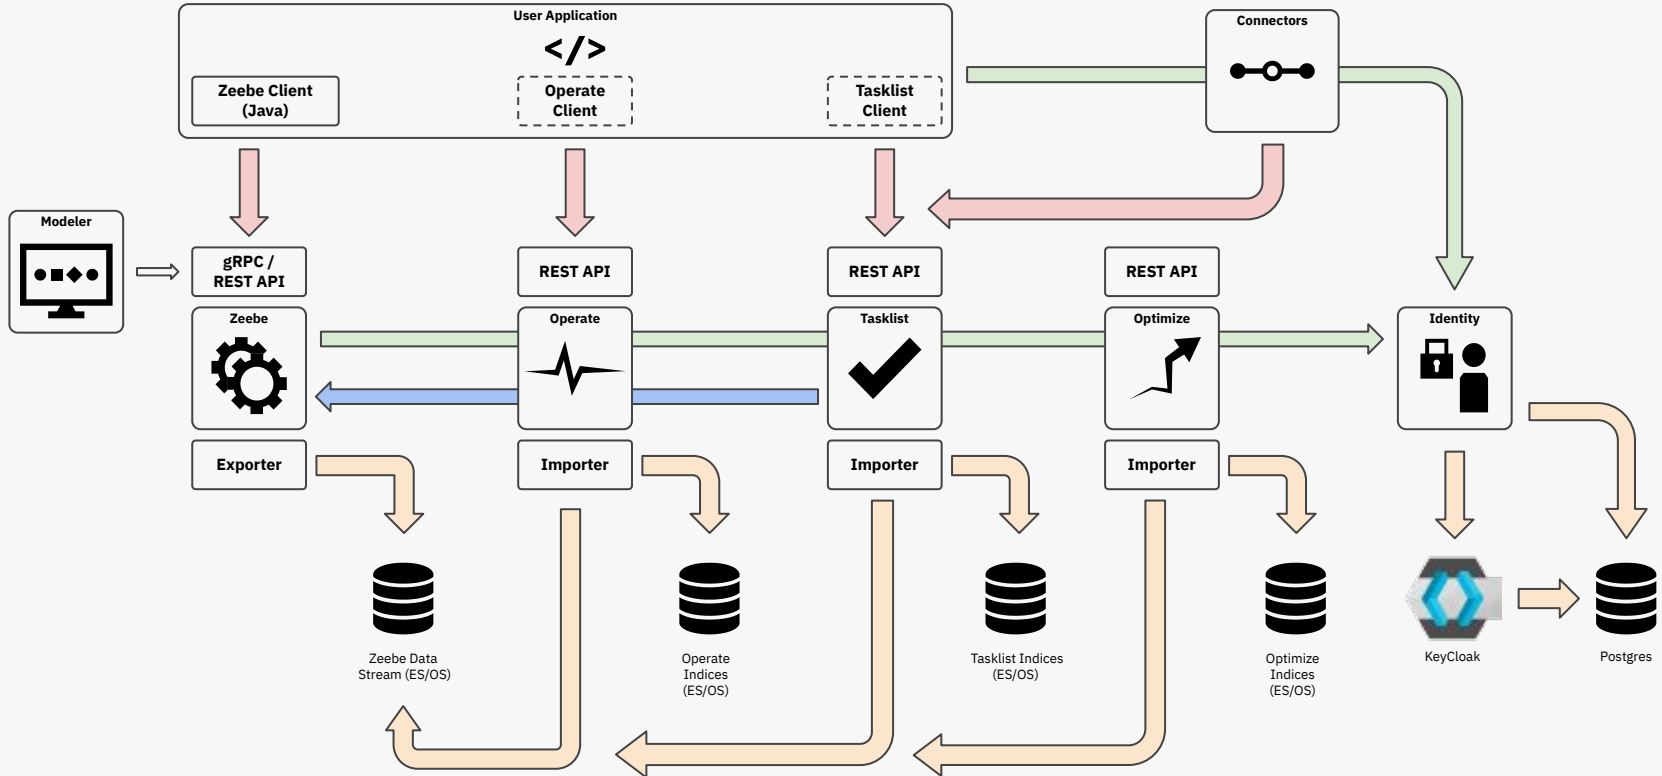 User Application
</>
Zeebe Client
(Java)
Operate
Client
Tasklist
Client
Connectors
Modeler
gRPC /
REST API
REST API
REST API
REST API
Zeebe
Operate
Tasklist
Optimize
Identity
Exporter
Importer
Importer
Importer
Zeebe Data
Stream (ES/OS)
Operate
Indices
(ES/OS)
Tasklist Indices
(ES/OS)
Optimize
Indices
(ES/OS)
KeyCloak
Postgres